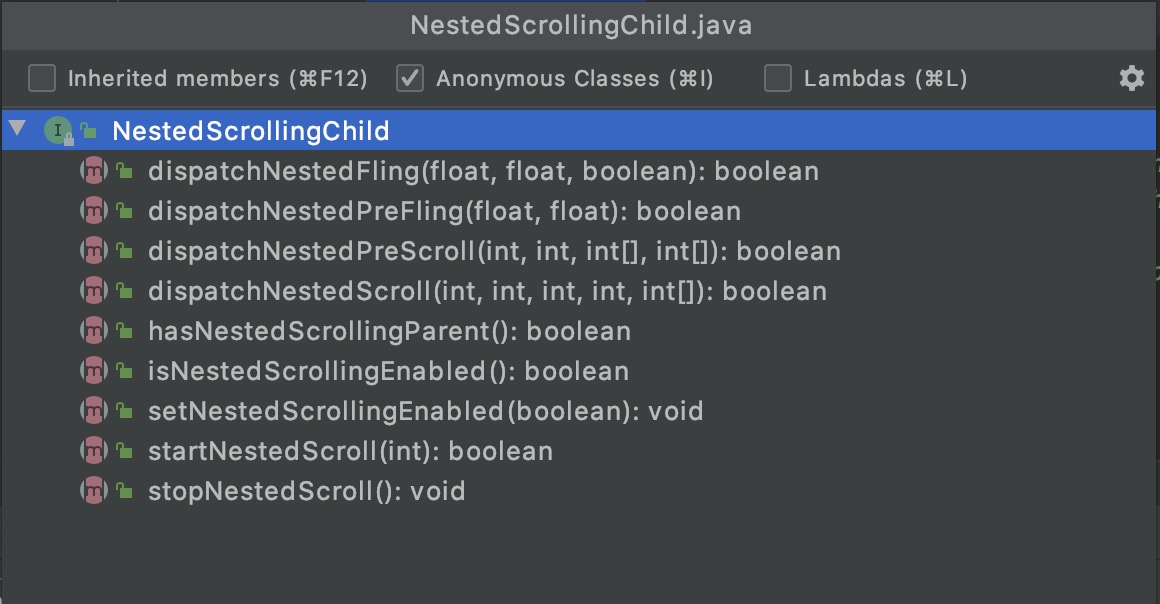 NestedScrollingChild.java
Inherited members (⌘F12) Anonymous Classes (⌘I) Lambdas (⌘L)
I NestedScrollingChild
m dispatchNestedFling(float, float, boolean): boolean
m dispatchNestedPreFling(float, float): boolean
m dispatchNestedPreScroll(int, int, int[], int[]): boolean
m dispatchNestedScroll(int, int, int, int, int[]): boolean
m hasNestedScrollingParent(): boolean
m isNestedScrollingEnabled(): boolean
m setNestedScrollingEnabled(boolean): void
m startNestedScroll(int): boolean
m stopNestedScroll(): void